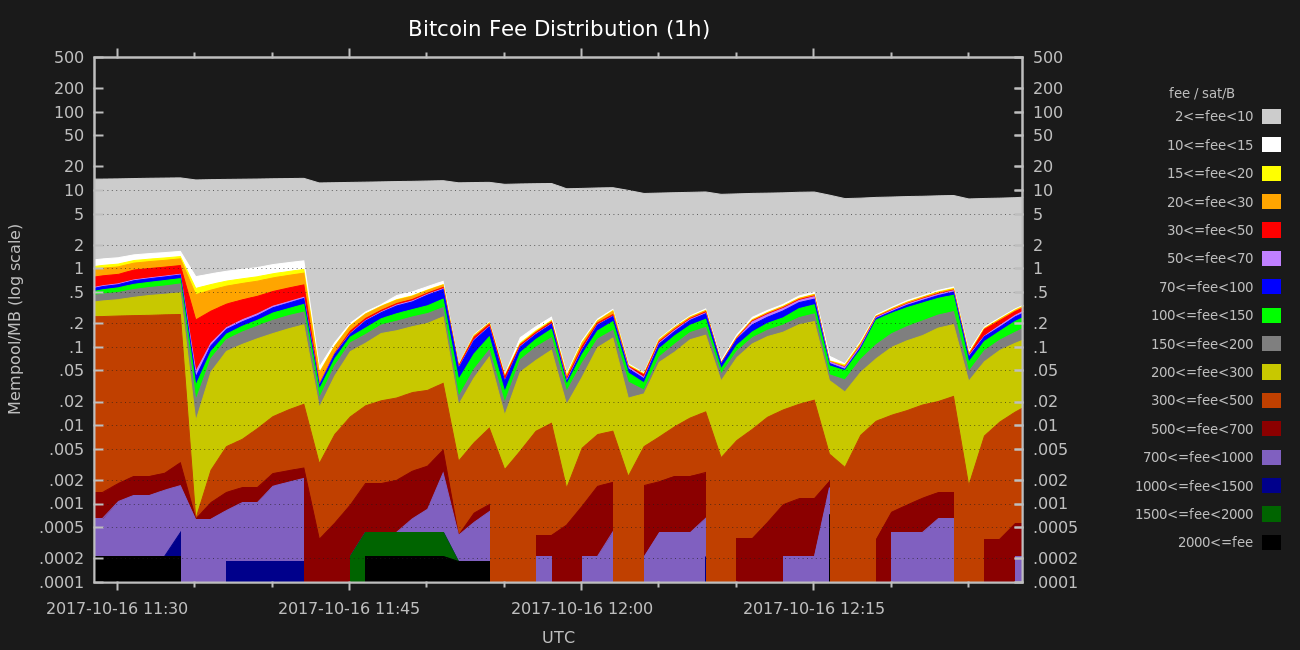 Bitcoin Fee Distribution (1h)
500 500
200 200
100 100
50 50
20 20
10 10
5 5
2 2
1 1
.5 .5
.2 .2
.1 .1
.05 .05
.02 .02
.01 .01
.005 .005
.002 .002
.001 .001
.0005 .0005
.0002 .0002
.0001 .0001
Mempool/MB (log scale)
2017-10-16 11:30 2017-10-16 11:45 2017-10-16 12:00 2017-10-16 12:15
UTC
fee / sat/B
2<=fee<10
10<=fee<15
15<=fee<20
20<=fee<30
30<=fee<50
50<=fee<70
70<=fee<100
100<=fee<150
150<=fee<200
200<=fee<300
300<=fee<500
500<=fee<700
700<=fee<1000
1000<=fee<1500
1500<=fee<2000
2000<=fee